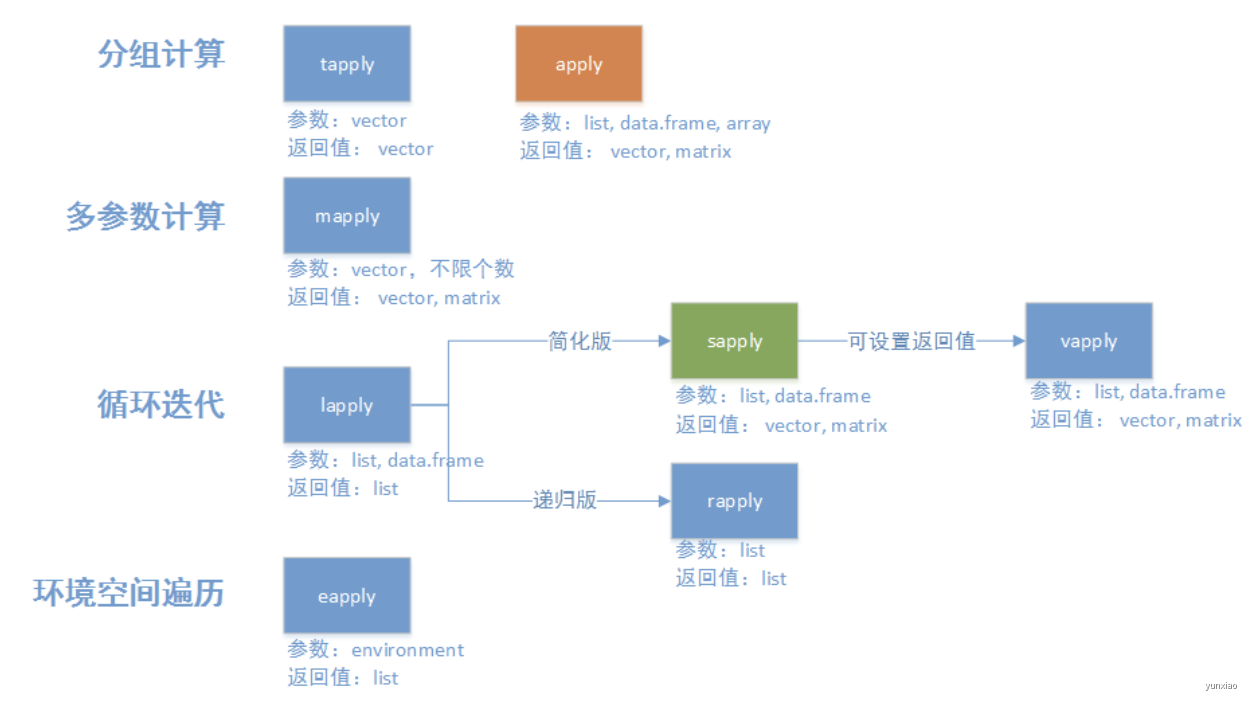 分组计算
tapply
apply
参数：vector
返回值： vector
参数：list, data.frame, array
返回值： vector, matrix
多参数计算
mapply
参数：vector，不限个数
返回值： vector, matrix
循环迭代
lapply
参数：list, data.frame
返回值：list
简化版
sapply
参数：list, data.frame
返回值： vector, matrix
可设置返回值
vapply
参数：list, data.frame
返回值： vector, matrix
递归版
rapply
参数：list
返回值：list
环境空间遍历
eapply
参数：environment
返回值：list
yunxiao